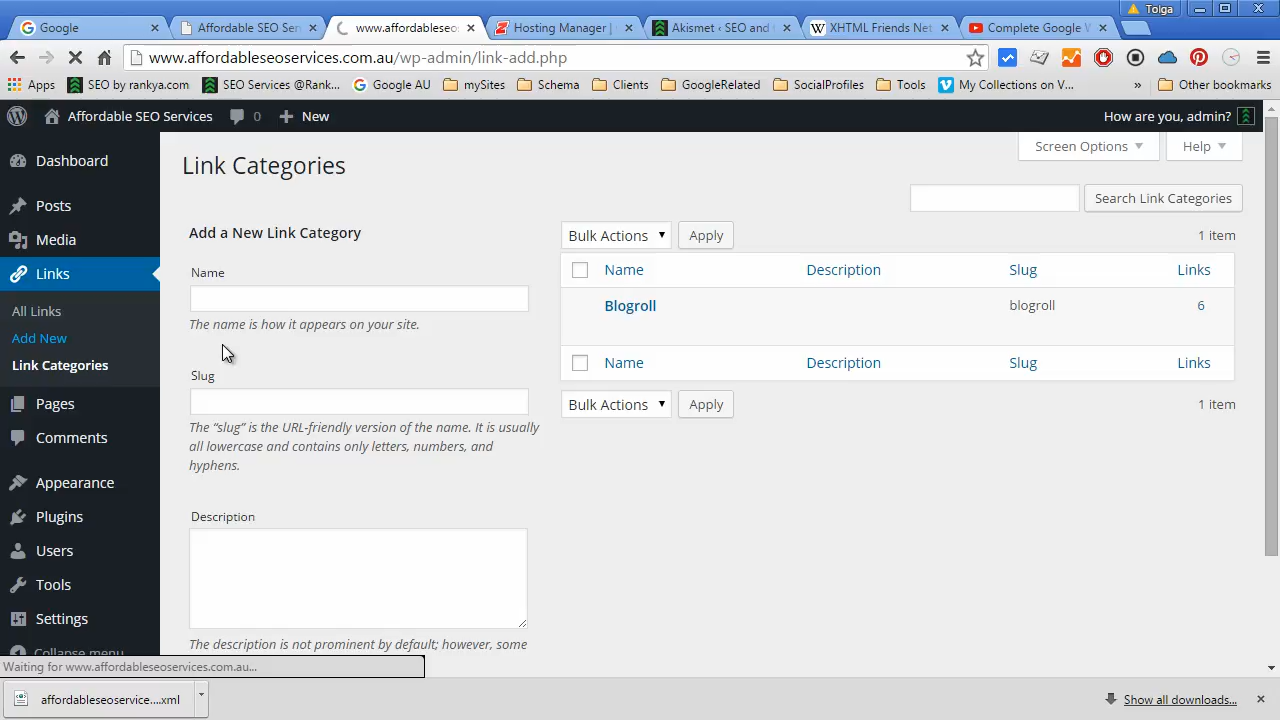 Tolga
Google
Affordable SEO Servi
www.affordableseo
Hosting Manager |
Akismet ‹ SEO and
XHTML Friends Net
Complete Google W
www.affordableseoservices.com.au/wp-admin/link-add.php
Apps
SEO by rankya.com
SEOServices @Rank...
Google AU
mySites
Schema
Clients
GoogleRelated
SocialProfiles
Tools
My Collections on V...
»
Other bookmarks
Affordable SEO Services
0
New
How are you, admin?
Dashboard
Posts
Media
Links
All Links
Add New
Link Categories
Pages
Comments
Appearance
Plugins
Users
Tools
Settings
Collapse menu
Screen Options
Help
Link Categories
Search Link Categories
Add a New Link Category
Name
The name is how it appears on your site.
Slug
The “slug” is the URL-friendly version of the name. It is usually
all lowercase and contains only letters, numbers, and
hyphens.
Description
The description is not prominent by default; however, some
Bulk Actions
Apply
1 item
Name Description Slug Links
Blogroll blogroll 6
Name Description Slug Links
Bulk Actions
Apply
1 item
Waiting for www.affordableseoservices.com.au...
affordableseoservice....xml
Show all downloads...